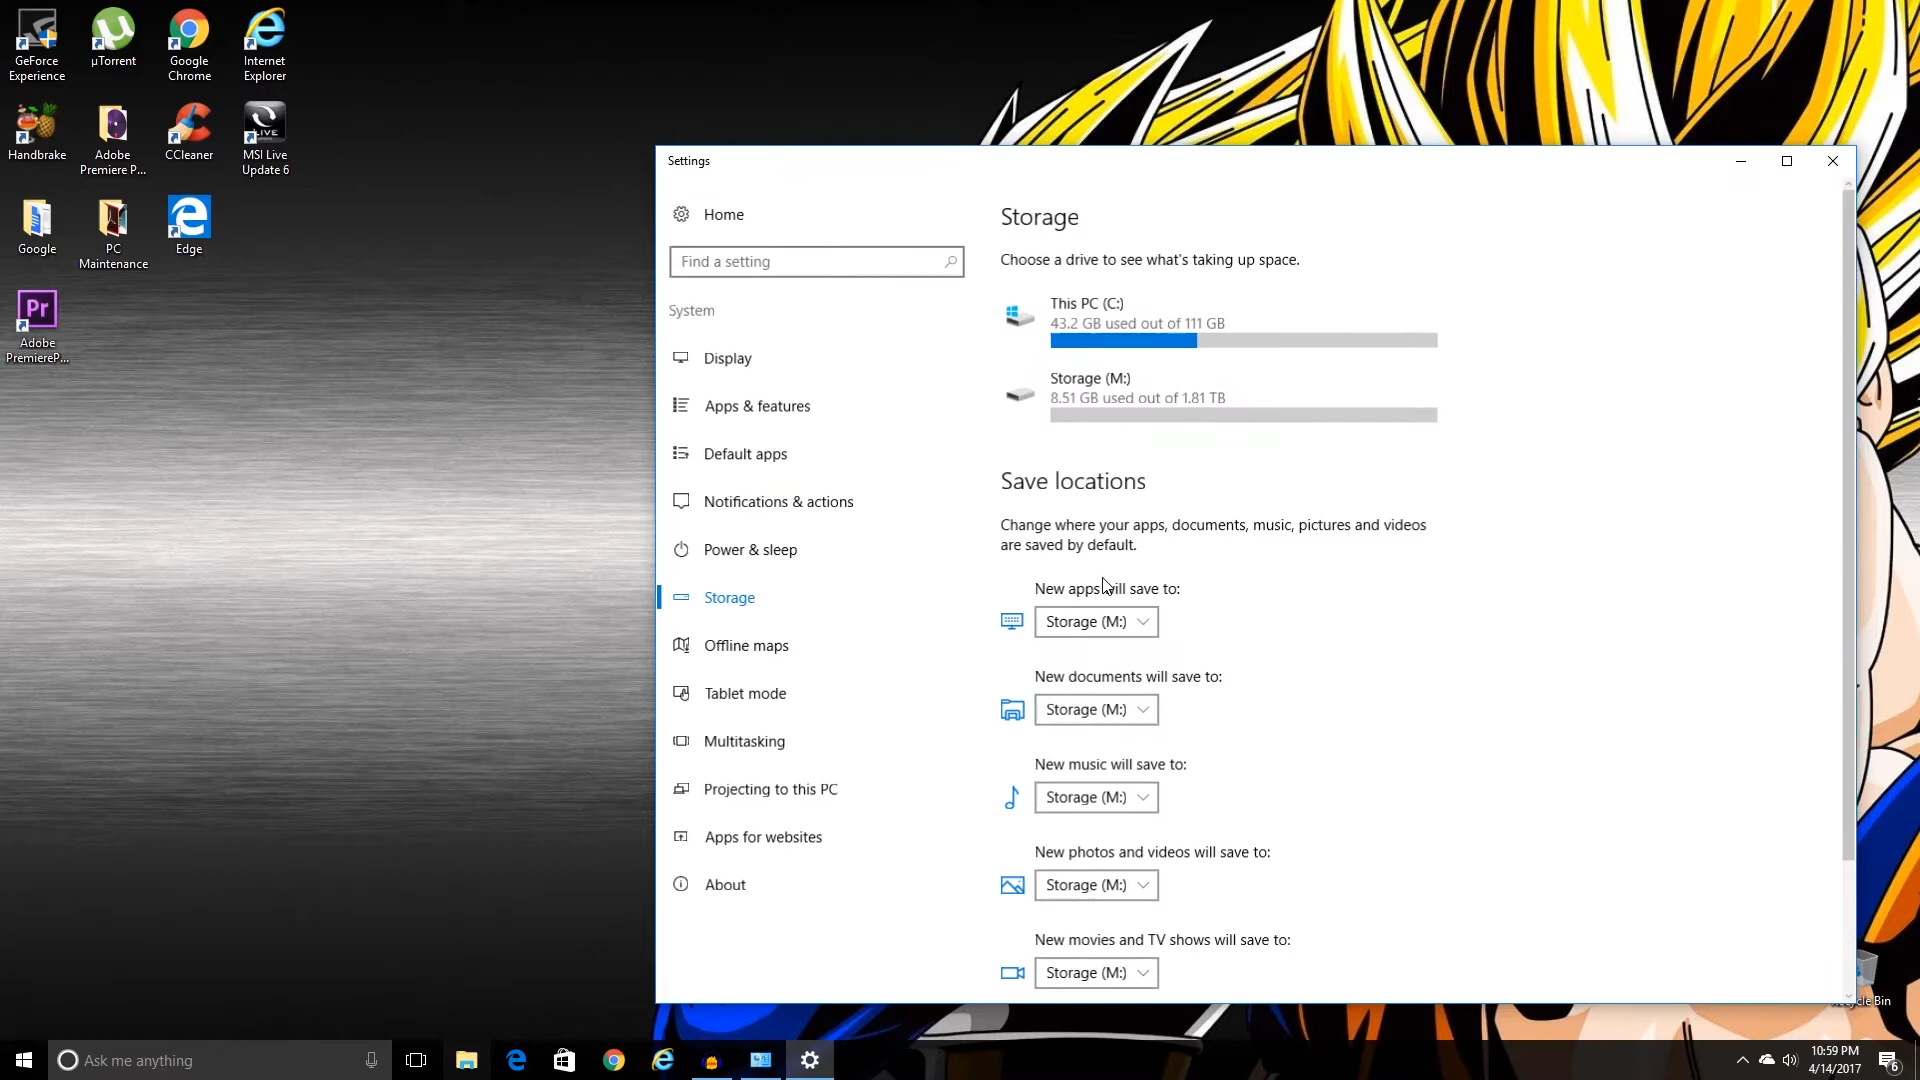 GeForce
Experience
µTorrent
Google
Chrome
Internet
Explorer
Handbrake
Adobe
Premiere P...
CCleaner
LIVE
MSI Live
Update 6
Google
PC
Maintenance
Edge
Pr
Adobe
PremiereP...
Settings
Home
Find a setting
System
Display
Apps & features
Default apps
Notifications & actions
Power & sleep
Storage
Offline maps
Tablet mode
Multitasking
Projecting to this PC
Apps for websites
About
Storage
Choose a drive to see what's taking up space.
This PC (C:)
43.2 GB used out of 111 GB
Storage (M:)
8.51 GB used out of 1.81 TB
Save locations
Change where your apps, documents, music, pictures and videos
are saved by default.
New apps will save to:
Storage (M:)
New documents will save to:
Storage (M:)
New music will save to:
Storage (M:)
New photos and videos will save to:
Storage (M:)
New movies and TV shows will save to:
Storage (M:)
Recycle Bin
Ask me anything
10:59 PM
4/14/2017
6